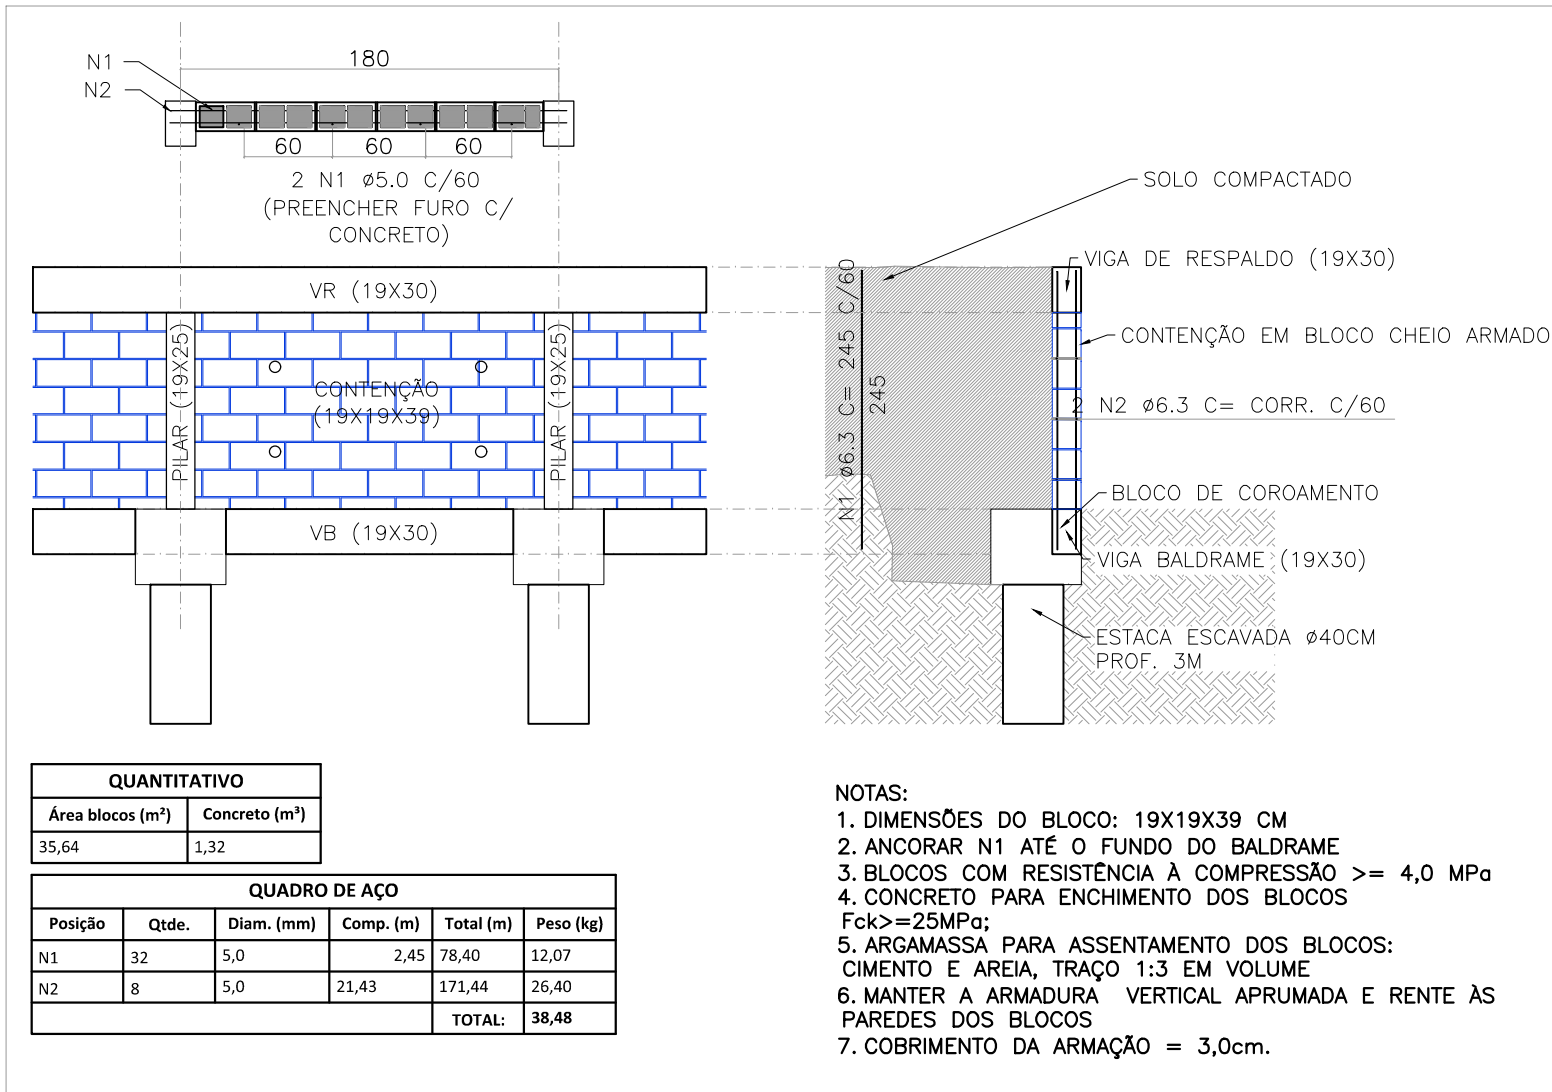 N1
N2
180
60
60
60
2 N1 ø5.0 C/60
(PREENCHER FURO C/
CONCRETO)
VR (19X30)
PILAR (19X25)
CONTENÇÃO
(19X19X39)
PILAR (19X25)
VB (19X30)
SOLO COMPACTADO
VIGA DE RESPALDO (19X30)
CONTENÇÃO EM BLOCO CHEIO ARMADO
N1 ø6.3 C= 245 C/60
245
2 N2 ø6.3 C= CORR. C/60
BLOCO DE COROAMENTO
VIGA BALDRAME (19X30)
ESTACA ESCAVADA ø40CM
PROF. 3M
QUANTITATIVO
Área blocos (m²) Concreto (m³)
35,64 1,32
QUADRO DE AÇO
Posição Qtde. Diam. (mm) Comp. (m) Total (m) Peso (kg)
N1 32 5,0 2,45 78,40 12,07
N2 8 5,0 21,43 171,44 26,40
TOTAL: 38,48
NOTAS:
1. DIMENSÕES DO BLOCO: 19X19X39 CM
2. ANCORAR N1 ATÉ O FUNDO DO BALDRAME
3. BLOCOS COM RESISTÊNCIA À COMPRESSÃO >= 4,0 MPa
4. CONCRETO PARA ENCHIMENTO DOS BLOCOS
Fck>=25MPa;
5. ARGAMASSA PARA ASSENTAMENTO DOS BLOCOS:
CIMENTO E AREIA, TRAÇO 1:3 EM VOLUME
6. MANTER A ARMADURA VERTICAL APRUMADA E RENTE ÀS
PAREDES DOS BLOCOS
7. COBRIMENTO DA ARMAÇÃO = 3,0cm.